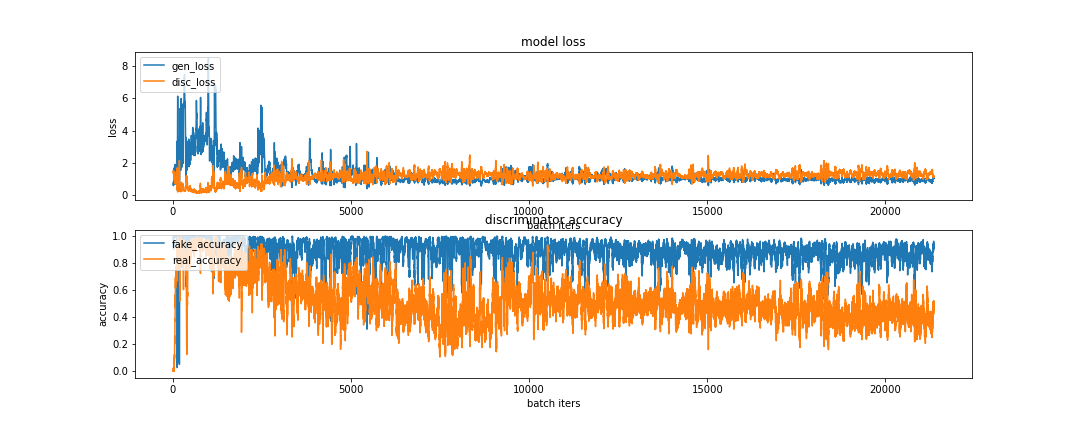 model loss
gen_loss
disc_loss
loss
8
6
4
2
0
0 5000 10000 15000 20000
batch iters
discriminator accuracy
fake_accuracy
real_accuracy
accuracy
1.0
0.8
0.6
0.4
0.2
0.0
0 5000 10000 15000 20000
batch iters